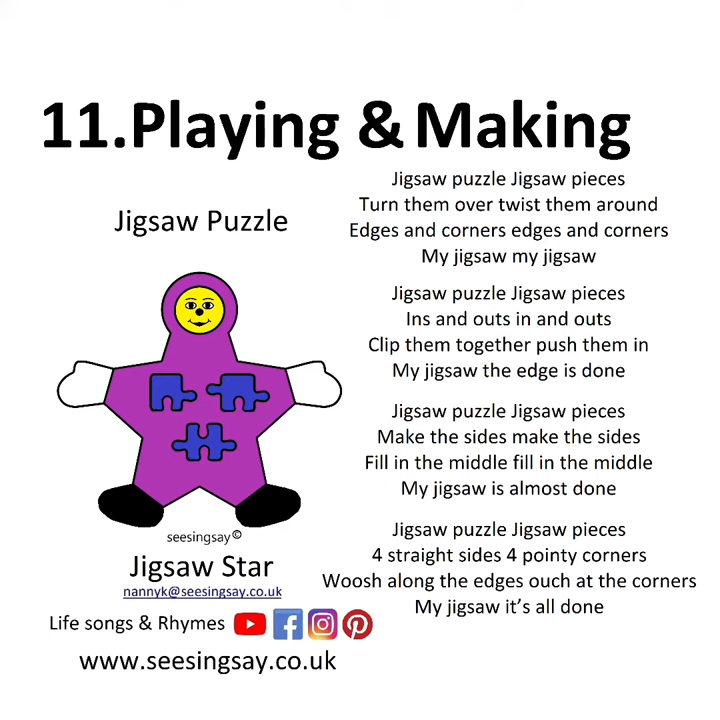 11.Playing & Making
Jigsaw Puzzle
Jigsaw puzzle Jigsaw pieces
Turn them over twist them around
Edges and corners edges and corners
My jigsaw my jigsaw
Jigsaw puzzle Jigsaw pieces
Ins and outs in and outs
Clip them together push them in
My jigsaw the edge is done
Jigsaw puzzle Jigsaw pieces
Make the sides make the sides
Fill in the middle fill in the middle
My jigsaw is almost done
Jigsaw puzzle Jigsaw pieces
4 straight sides 4 pointy corners
Woosh along the edges ouch at the corners
My jigsaw it’s all done
seesingsay©
Jigsaw Star
nannyk@seesingsay.co.uk
Life songs & Rhymes
www.seesingsay.co.uk